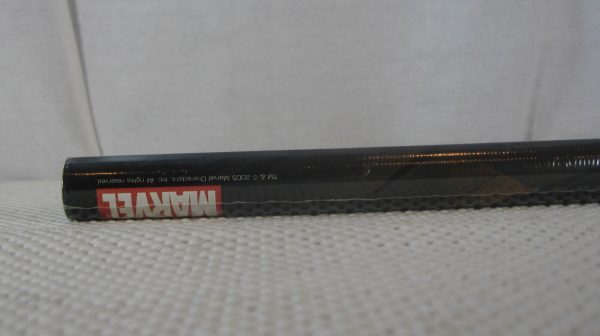 MARVEL
TM & © 2005 Marvel Characters, Inc. All rights reserved